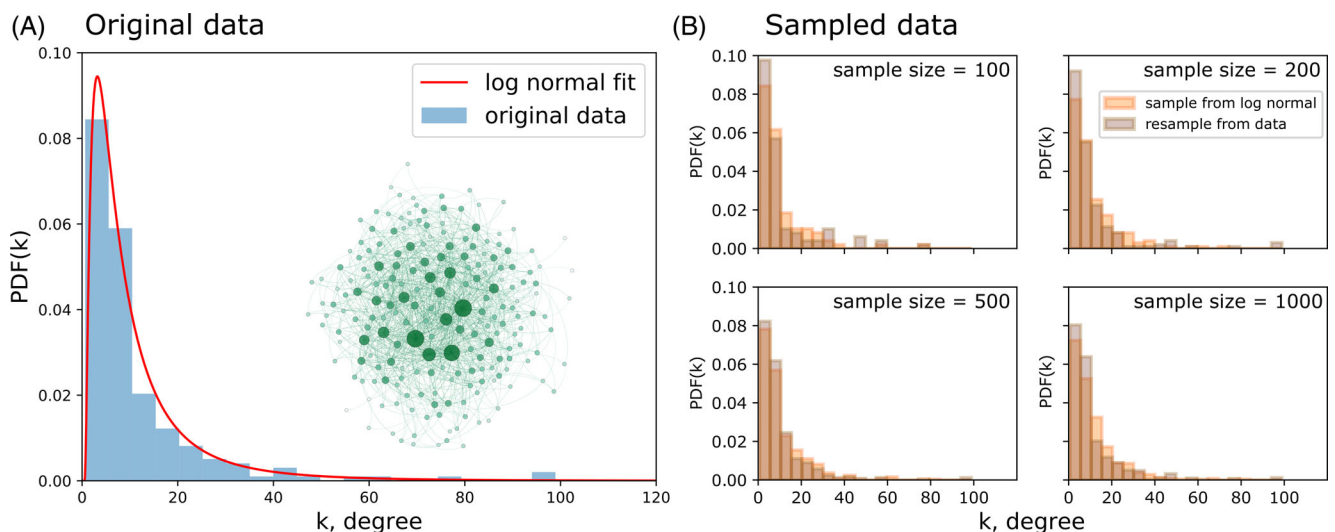 (A) Original data
0.10
0.08
0.06
0.04
0.02
0.00
PDF(k)
log normal fit
original data
0 20 40 60 80 100 120
k, degree
(B) Sampled data
0.10
0.08
0.06
0.04
0.02
0.00
PDF(k)
sample size = 100
PDF(k)
sample size = 200
sample from log normal
resample from data
0.10
0.08
0.06
0.04
0.02
0.00
PDF(k)
sample size = 500
0 20 40 60 80 100
k, degree
PDF(k)
sample size = 1000
0 20 40 60 80 100
k, degree